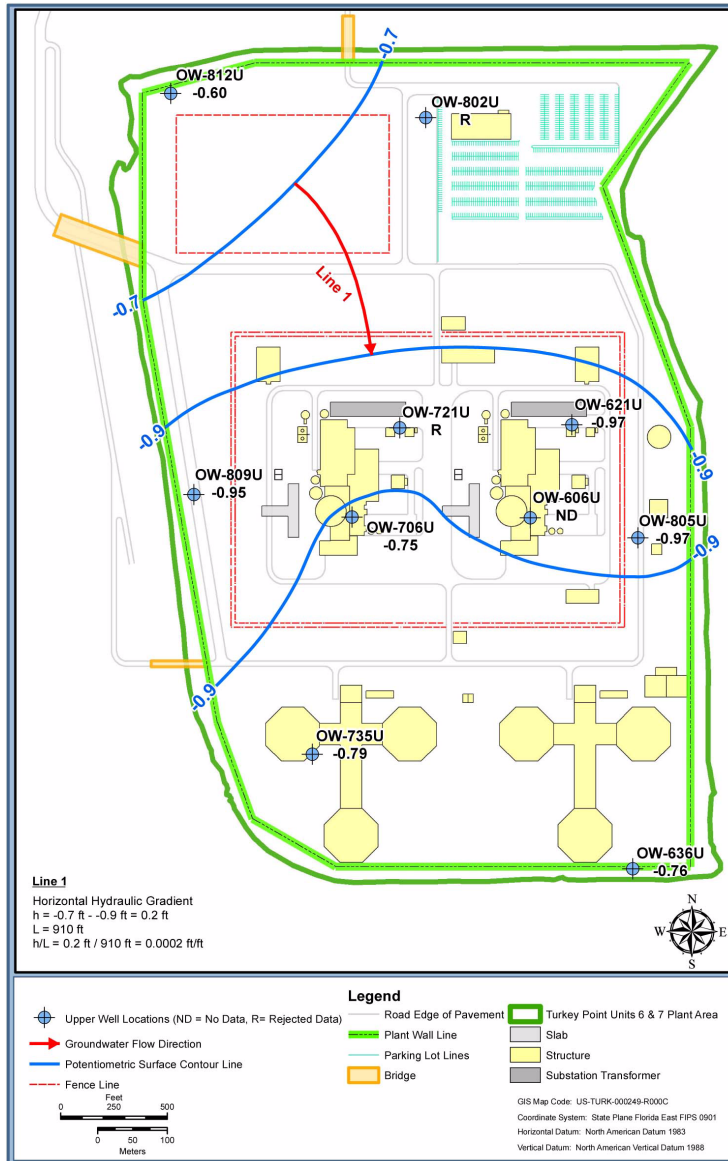 -0.7
OW-812U
-0.60
OW-802U
R
-0.7
Line 1
OW-721U
R
OW-621U
-0.97
-0.9
-0.9
OW-809U
-0.95
OW-706U
-0.75
OW-606U
ND
OW-805U
-0.97
-0.9
-0.9
OW-735U
-0.79
OW-636U
-0.76
Line 1
Horizontal Hydraulic Gradient
h = -0.7 ft - -0.9 ft = 0.2 ft
L = 910 ft
h/L = 0.2 ft / 910 ft = 0.0002 ft/ft
N
W E
S
Legend
Upper Well Locations (ND = No Data, R= Rejected Data)
Groundwater Flow Direction
Potentiometric Surface Contour Line
Fence Line
Feet
0 250 500
0 50 100
Meters
Road Edge of Pavement
Plant Wall Line
Parking Lot Lines
Bridge
Turkey Point Units 6 & 7 Plant Area
Slab
Structure
Substation Transformer
GIS Map Code: US-TURK-000249-R000C
Coordinate System: State Plane Florida East FIPS 0901
Horizontal Datum: North American Datum 1983
Vertical Datum: North American Vertical Datum 1988